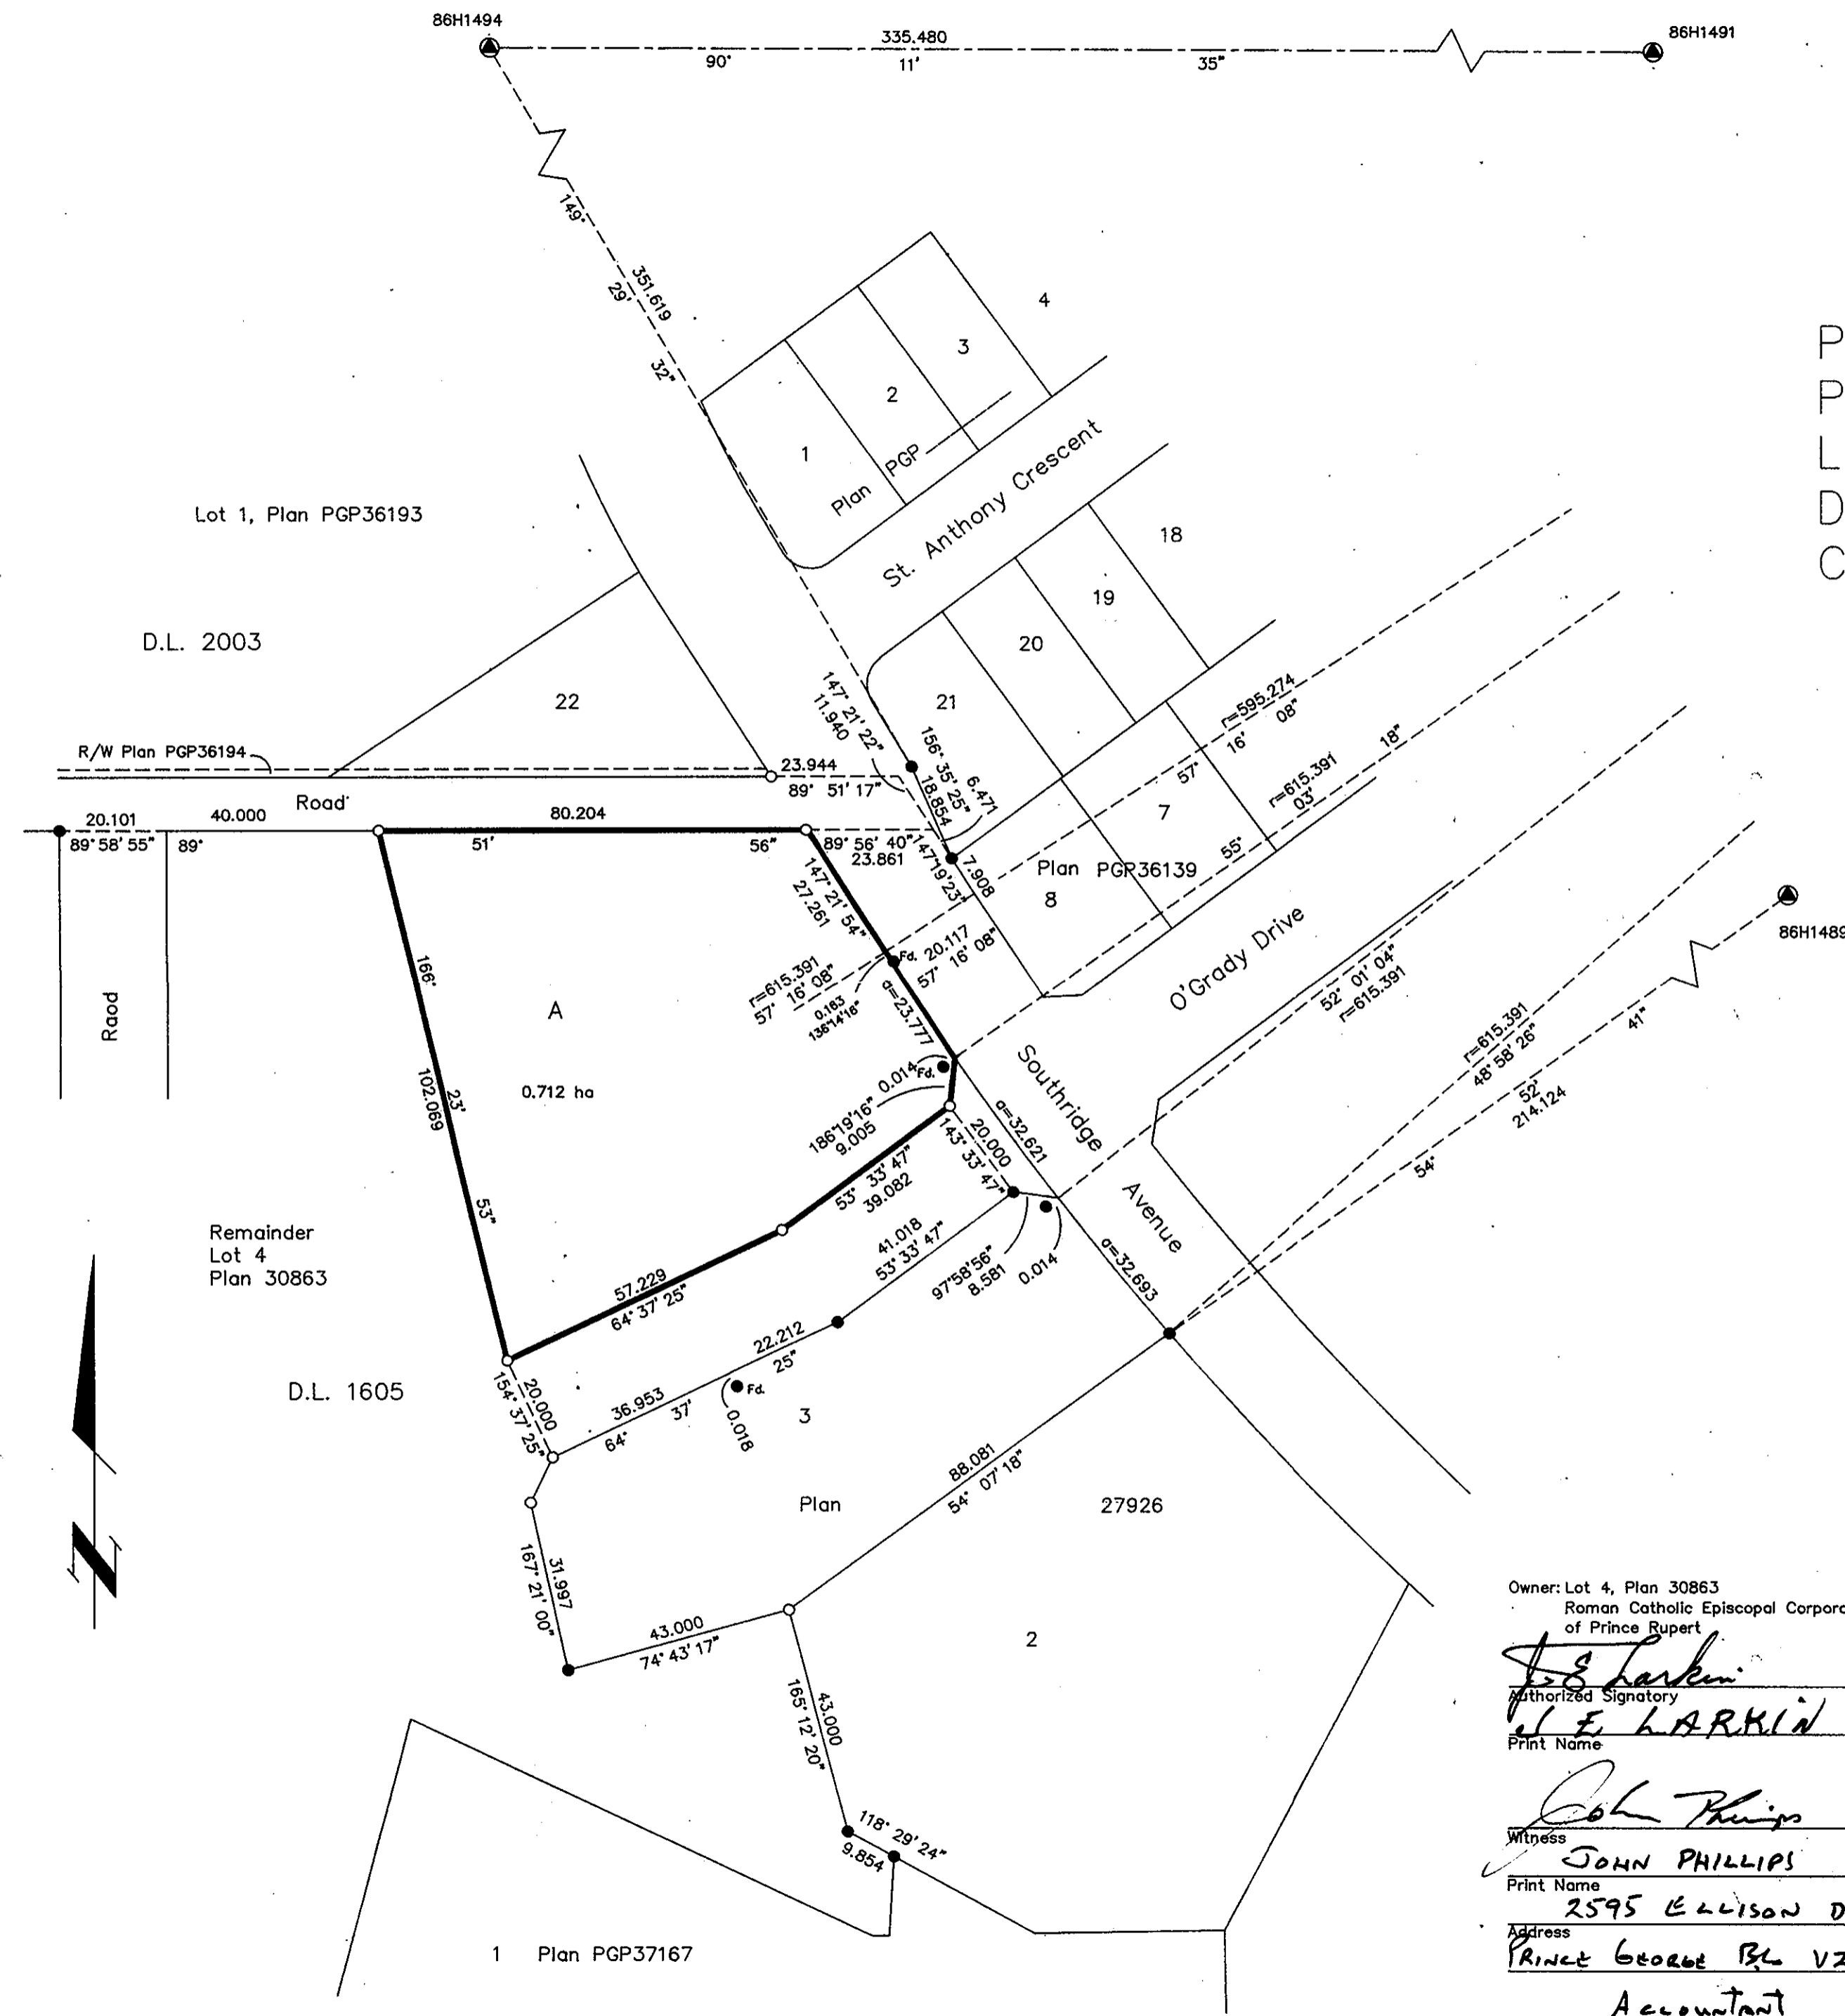 86H1494
335.480
86H1491
90° 11' 35"
149°
351.619
29'
32"
4
3
2
1
Plan PGP
St. Anthony Crescent
P
P
L
D
C
Lot 1, Plan PGP36193
D.L. 2003
22
18
19
20
21
R/W Plan PGP36194
147° 21' 22"
11.940
156° 35' 25"
18.854
6.471
r=595.274
57° 16' 08"
r=615.391
55° 03' 18"
23.944
89° 51' 17"
Road
20.101
40.000
80.204
89° 58' 55"
89° 51' 56"
89° 56' 40"
23.861
147°19'23"
7.908
7
Plan PGP36139
8
86H1489
147° 21' 54"
27.261
Fd. 20.117
57° 16' 08"
r=615.391
57° 16' 08"
0.163
136°14'16"
a=23.777
O'Grady Drive
52° 01' 04"
r=615.391
r=615.391
48° 58' 26"
54° 52' 41"
214.124
Raod
166° 23' 53"
102.069
A
0.712 ha
0.014
Fd.
186°19'16"
9.005
Southridge
Avenue
a=32.621
20.000
143° 33' 47"
53° 33' 47"
39.082
41.018
53° 33' 47"
97°58'56"
8.581
0.014
a=32.693
Remainder
Lot 4
Plan 30863
57.229
64° 37' 25"
D.L. 1605
20.000
154° 37' 25"
22.212
36.953
64° 37' 25"
Fd.
0.018
3
88.081
54° 07' 18"
Plan 27926
31.997
167° 21' 00"
43.000
74° 43' 17"
2
43.000
165° 12' 20"
118° 29' 24"
9.854
1 Plan PGP37167
N
Owner: Lot 4, Plan 30863
Roman Catholic Episcopal Corpora
of Prince Rupert
J E Larkin
Authorized Signatory
J E LARKIN
Print Name
John Phillips
Witness
JOHN PHILLIPS
Print Name
2595 ELLISON D
Address
PRINCE GEORGE BC V2
ACCOUNTANT